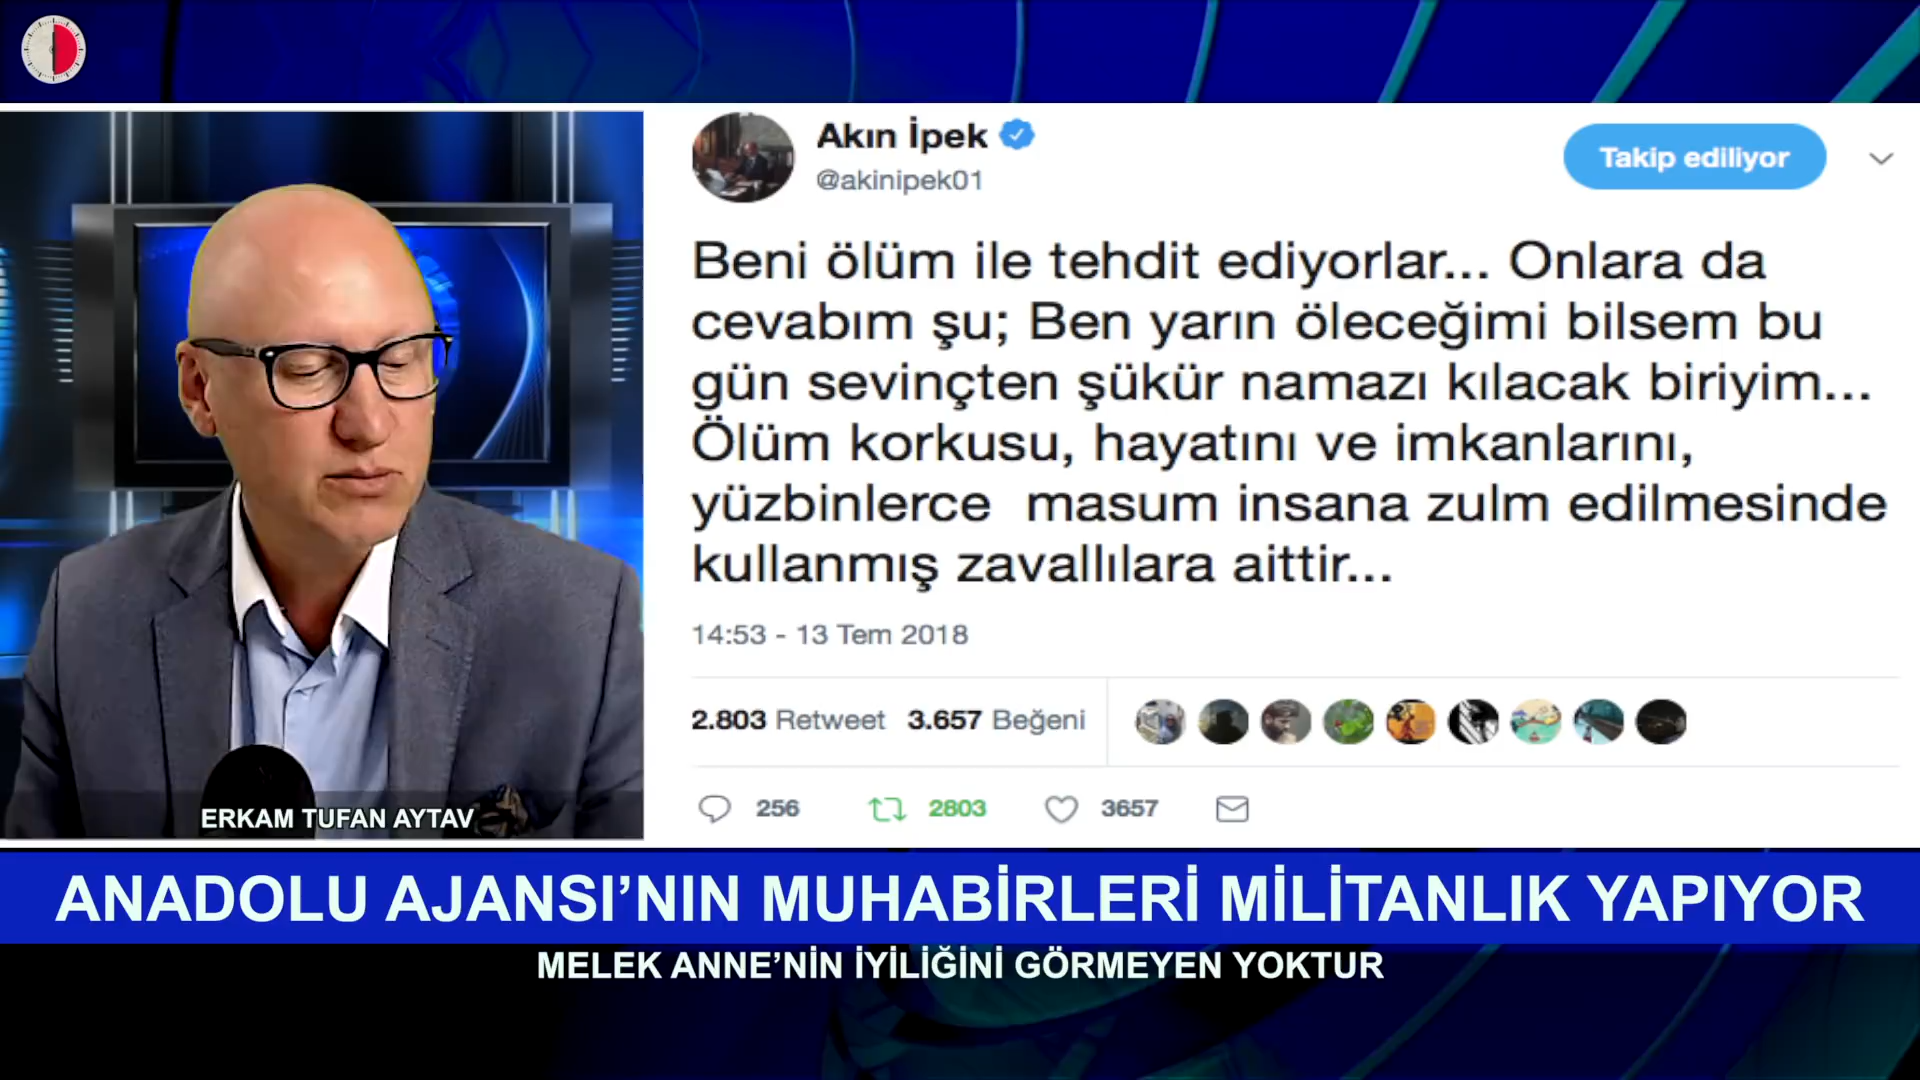 Akın İpek
@akinipek01
Takip ediliyor
Beni ölüm ile tehdit ediyorlar... Onlara da
cevabım şu; Ben yarın öleceğimi bilsem bu
gün sevinçten şükür namazı kılacak biriyim...
Ölüm korkusu, hayatını ve imkanlarını,
yüzbinlerce masum insana zulm edilmesinde
kullanmış zavallılara aittir...
14:53 - 13 Tem 2018
2.803 Retweet 3.657 Beğeni
256 2803 3657
ERKAM TUFAN AYTAV
ANADOLU AJANSI’NIN MUHABİRLERİ MİLİTANLIK YAPIYOR
MELEK ANNE’NİN İYİLİĞİNİ GÖRMEYEN YOKTUR